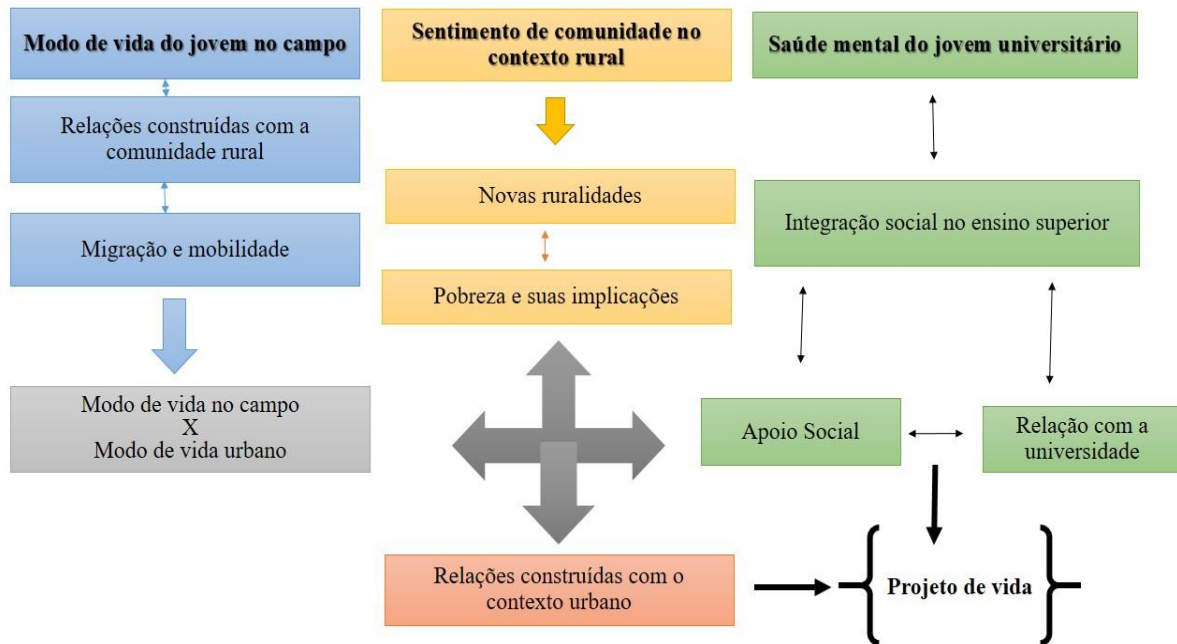 Modo de vida do jovem no campo
Relações construídas com a
comunidade rural
Migração e mobilidade
Modo de vida no campo
X
Modo de vida urbano
Sentimento de comunidade no
contexto rural
Novas ruralidades
Pobreza e suas implicações
Relações construídas com o
contexto urbano
Saúde mental do jovem universitário
Integração social no ensino superior
Apoio Social
Relação com a
universidade
Projeto de vida